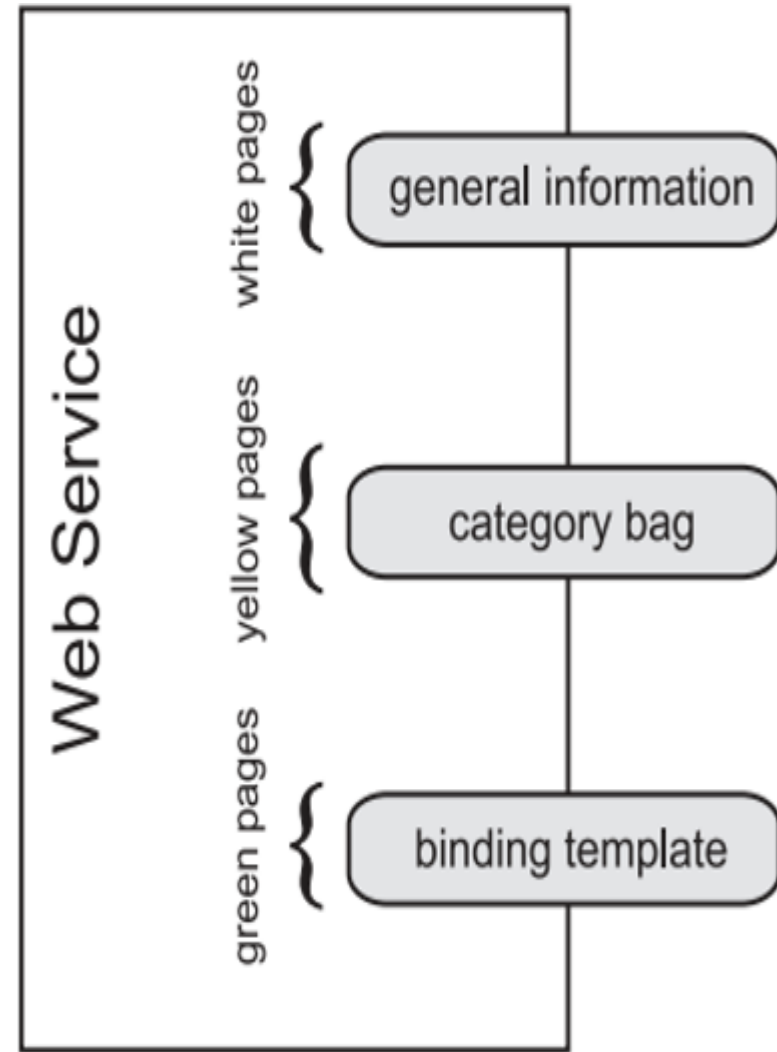 Web Service
white pages
general information
yellow pages
category bag
green pages
binding template